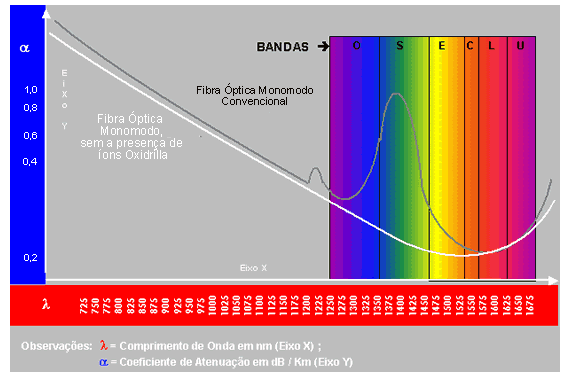 BANDAS → O S E C L U
α
Eixo Y
Fibra Óptica Monomodo
Convencional
1,0
0,8
0,6
0,4
0,2
Fibra Óptica
Monomodo,
sem a presença de
íons Oxidrilla
Eixo X
λ 725 750 775 800 825 850 875 900 925 950 975 1000 1025 1050 1075 1100 1125 1150 1175 1200 1225 1250 1275 1300 1325 1350 1375 1400 1425 1450 1475 1500 1525 1550 1575 1600 1625 1650 1675
Observações: λ = Comprimento de Onda em nm (Eixo X) ;
α = Coeficiente de Atenuação em dB / Km (Eixo Y)